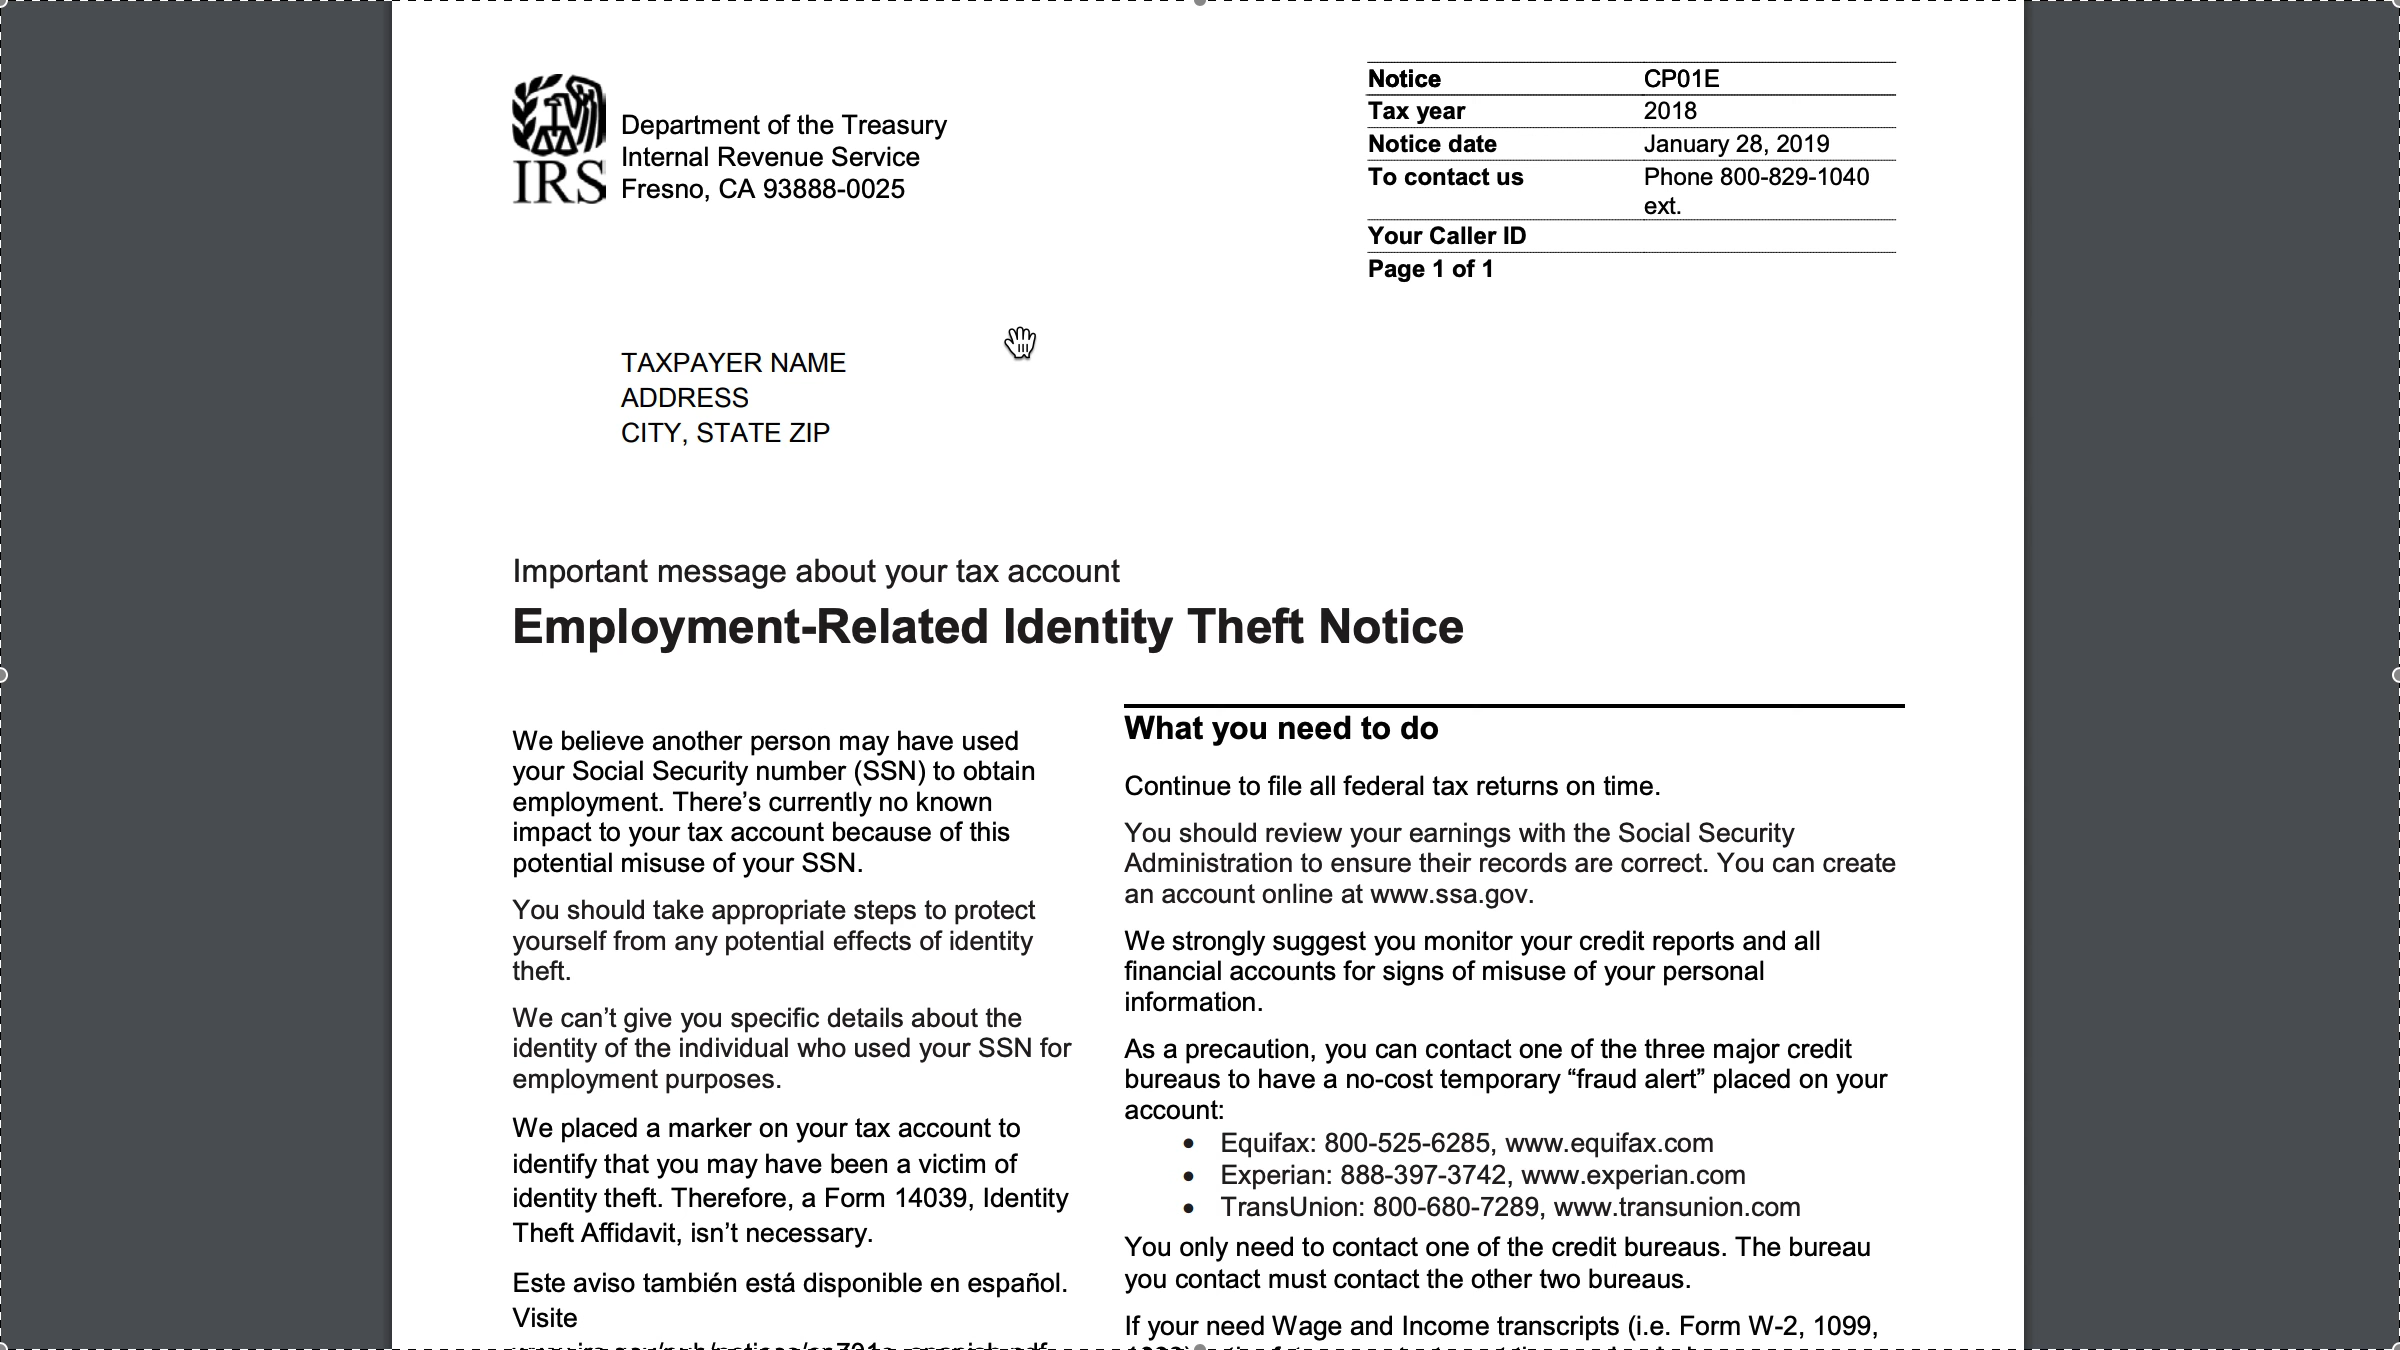 IRS
Department of the Treasury
Internal Revenue Service
Fresno, CA 93888-0025
Notice CP01E
Tax year 2018
Notice date January 28, 2019
To contact us Phone 800-829-1040
ext.
Your Caller ID
Page 1 of 1
TAXPAYER NAME
ADDRESS
CITY, STATE ZIP
Important message about your tax account
Employment-Related Identity Theft Notice
We believe another person may have used
your Social Security number (SSN) to obtain
employment. There’s currently no known
impact to your tax account because of this
potential misuse of your SSN.
You should take appropriate steps to protect
yourself from any potential effects of identity
theft.
We can’t give you specific details about the
identity of the individual who used your SSN for
employment purposes.
We placed a marker on your tax account to
identify that you may have been a victim of
identity theft. Therefore, a Form 14039, Identity
Theft Affidavit, isn’t necessary.
Este aviso también está disponible en español.
Visite
What you need to do
Continue to file all federal tax returns on time.
You should review your earnings with the Social Security
Administration to ensure their records are correct. You can create
an account online at www.ssa.gov.
We strongly suggest you monitor your credit reports and all
financial accounts for signs of misuse of your personal
information.
As a precaution, you can contact one of the three major credit
bureaus to have a no-cost temporary “fraud alert” placed on your
account:
• Equifax: 800-525-6285, www.equifax.com
• Experian: 888-397-3742, www.experian.com
• TransUnion: 800-680-7289, www.transunion.com
You only need to contact one of the credit bureaus. The bureau
you contact must contact the other two bureaus.
If your need Wage and Income transcripts (i.e. Form W-2, 1099,